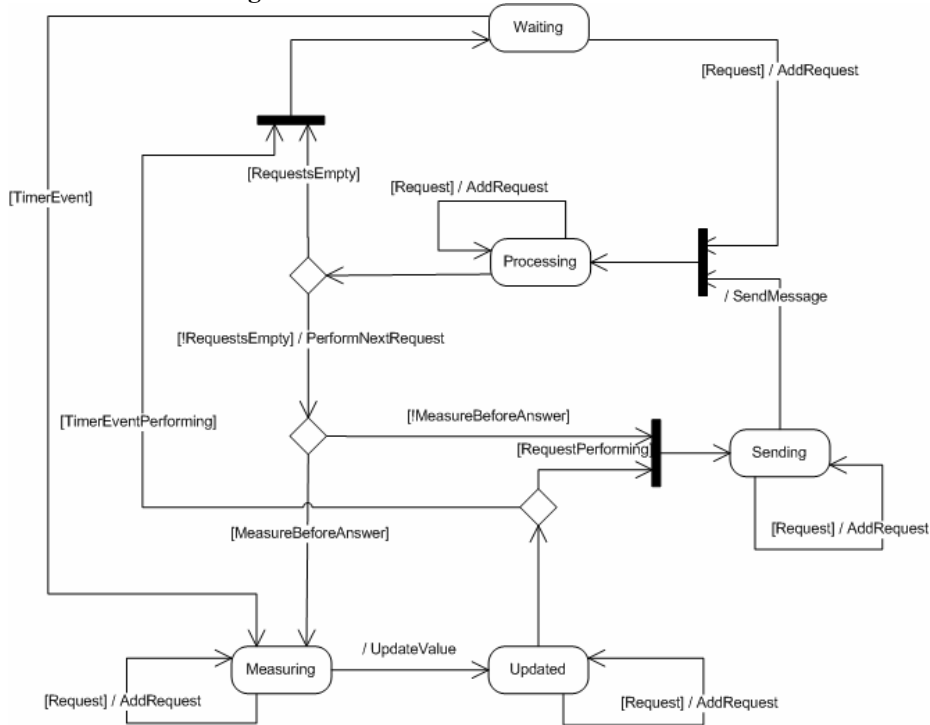 Waiting
[Request] / AddRequest
[RequestsEmpty]
[Request] / AddRequest
[TimerEvent]
Processing
/ SendMessage
[!RequestsEmpty] / PerformNextRequest
[!MeasureBeforeAnswer]
[TimerEventPerforming]
[RequestPerforming]
Sending
[Request] / AddRequest
[MeasureBeforeAnswer]
/ UpdateValue
Measuring
Updated
[Request] / AddRequest
[Request] / AddRequest